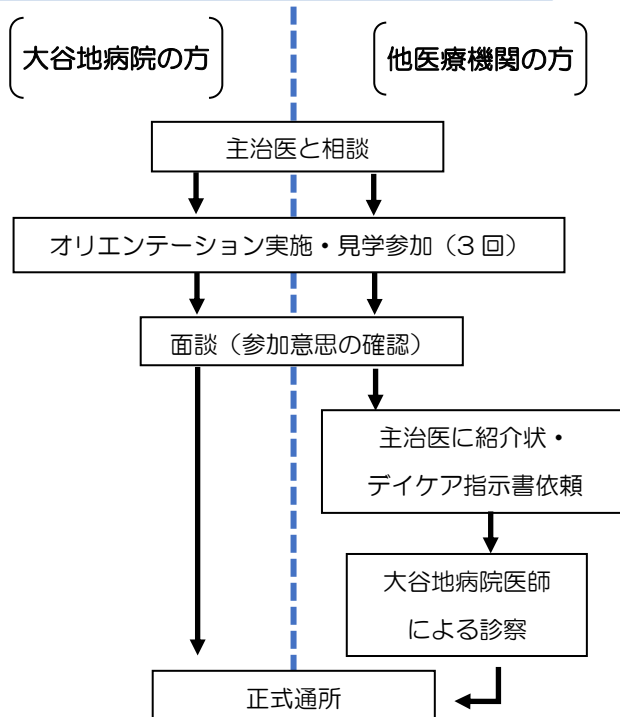 大谷地病院の方
他医療機関の方
主治医と相談
オリエンテーション実施・見学参加（3 回）
面談（参加意思の確認）
主治医に紹介状・
デイケア指示書依頼
大谷地病院医師
による診察
正式通所